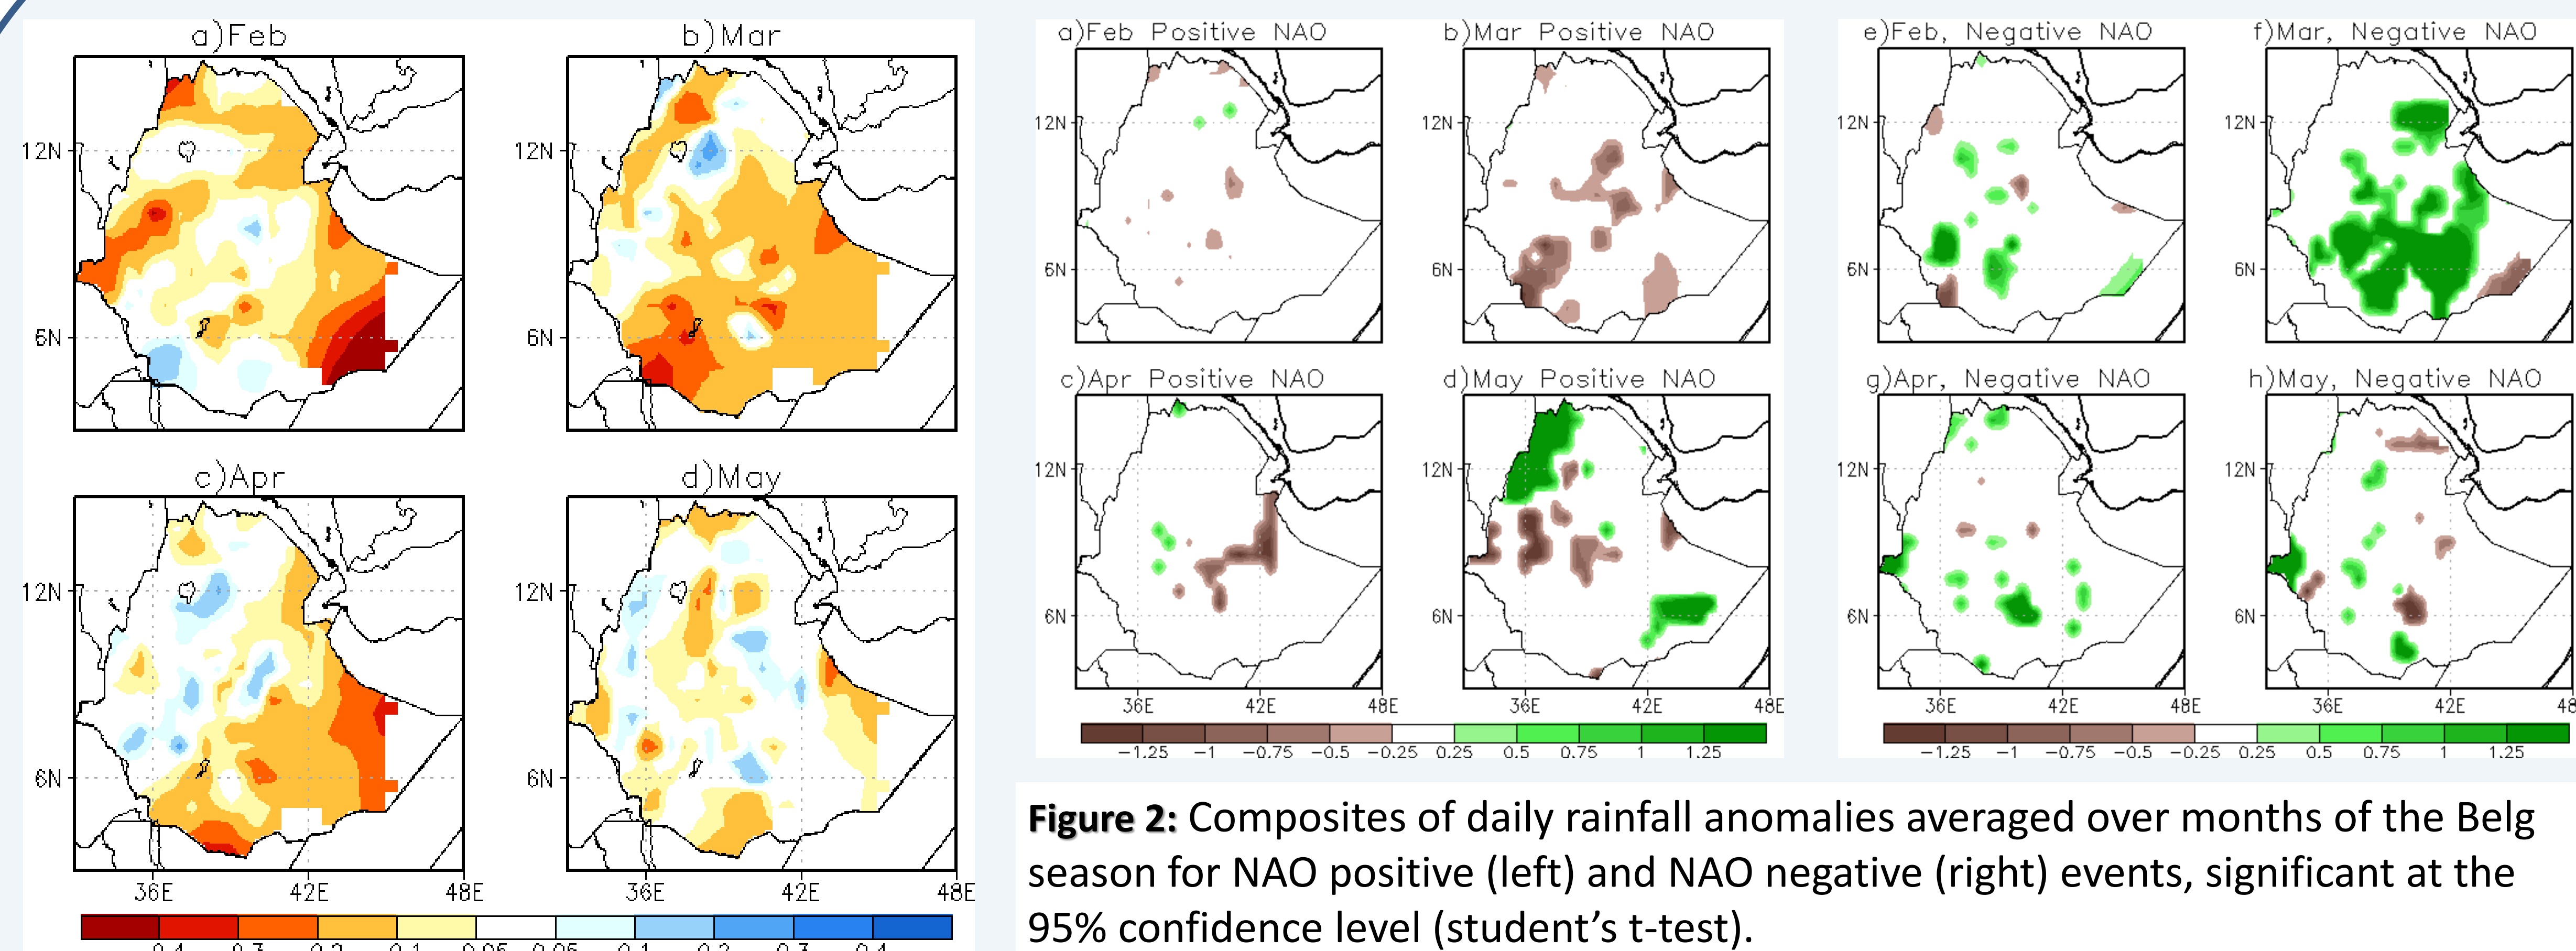 a)Feb
b)Mar
12N
6N
12N
6N
c)Apr
d)May
12N
6N
36E
42E
48E
12N
6N
36E
42E
48E
a)Feb Positive NAO
b)Mar Positive NAO
12N
6N
12N
6N
c)Apr Positive NAO
d)May Positive NAO
12N
6N
36E
42E
48E
12N
6N
36E
42E
48E
-1.25 -1 -0.75 -0.5 -0.25 0.25 0.5 0.75 1 1.25
e)Feb, Negative NAO
f)Mar, Negative NAO
12N
6N
12N
6N
g)Apr, Negative NAO
h)May, Negative NAO
12N
6N
36E
42E
48E
12N
6N
36E
42E
-1.25 -1 -0.75 -0.5 -0.25 0.25 0.5 0.75 1 1.25
Figure 2: Composites of daily rainfall anomalies averaged over months of the Belg
season for NAO positive (left) and NAO negative (right) events, significant at the
95% confidence level (student's t-test).